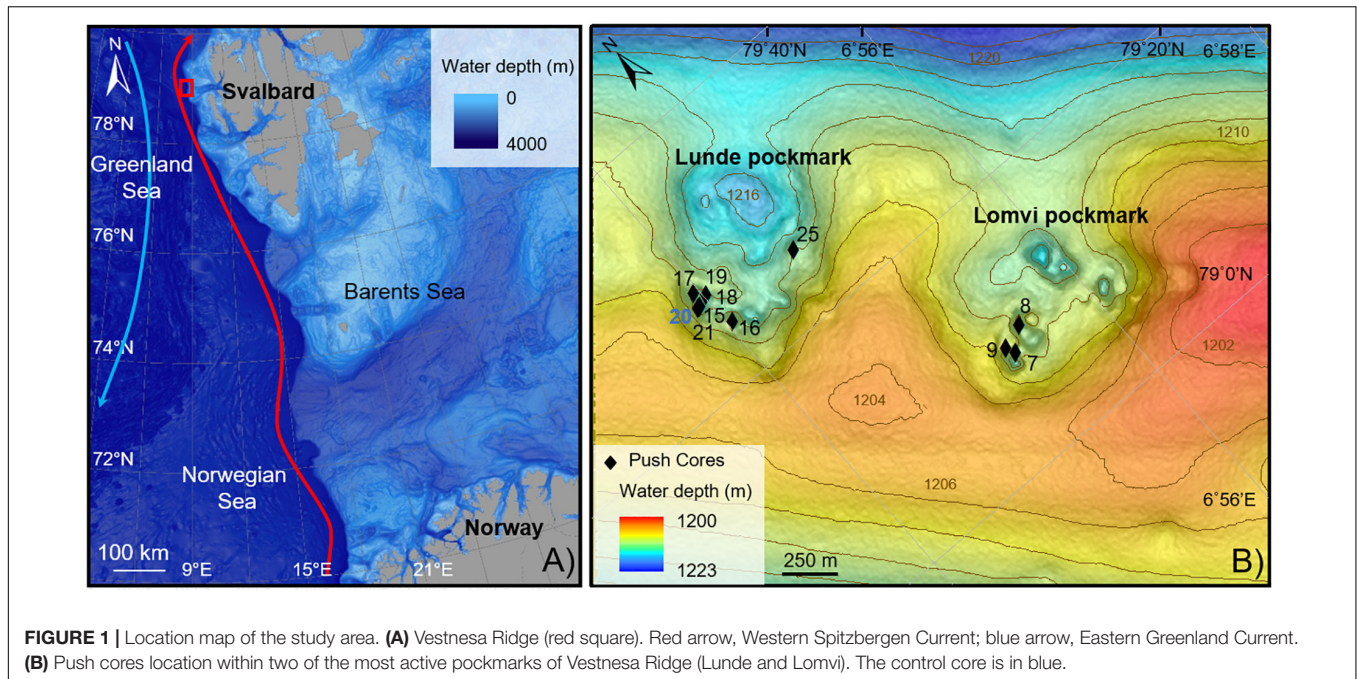 N
Water depth (m)
0
4000
Svalbard
78°N
Greenland
Sea
76°N
Barents Sea
74°N
72°N
Norwegian
Sea
Norway
100 km
9°E
15°E
21°E
A)
N
79°40'N
6°56'E
79°20'N
6°58'E
1220
1210
Lunde pockmark
1216
Lomvi pockmark
25
79°0'N
17
19
18
20
15
16
21
8
9
7
1202
1204
1206
6°56'E
Push Cores
Water depth (m)
1200
1223
250 m
B)
FIGURE 1 | Location map of the study area. (A) Vestnesa Ridge (red square). Red arrow, Western Spitzbergen Current; blue arrow, Eastern Greenland Current.
(B) Push cores location within two of the most active pockmarks of Vestnesa Ridge (Lunde and Lomvi). The control core is in blue.